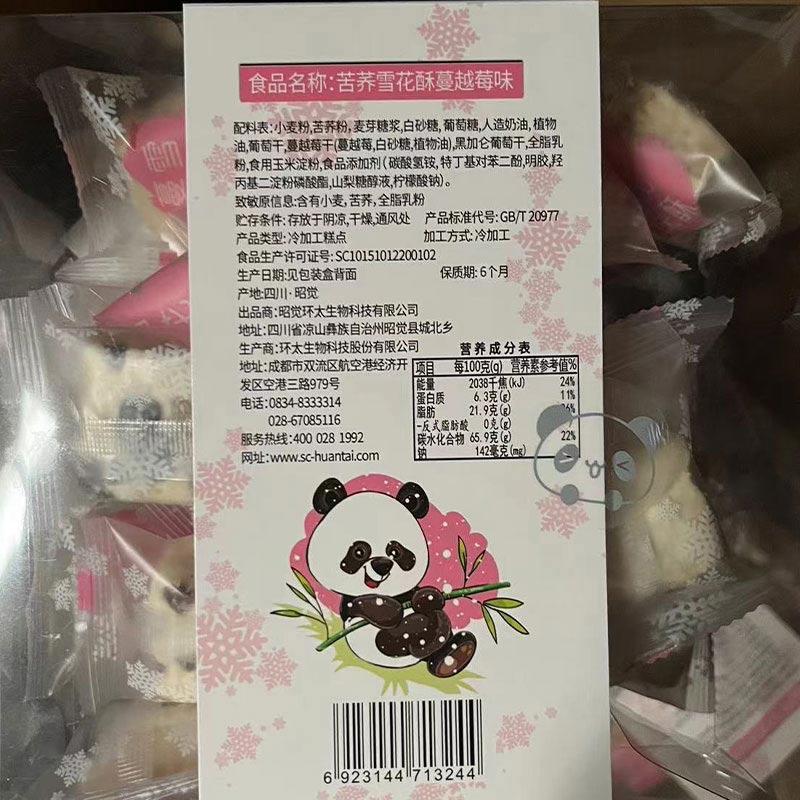 食品名称:苦荞雪花酥蔓越莓味
配料表:小麦粉,苦荞粉,麦芽糖浆,白砂糖,葡萄糖,人造奶油,植物
油,葡萄干,蔓越莓干(蔓越莓,白砂糖,植物油),黑加仑葡萄干,全脂乳
粉,食用玉米淀粉,食品添加剂(碳酸氢铵,特丁基对苯二酚,明胶,羟
丙基二淀粉磷酸酯,山梨糖醇液,柠檬酸钠)。
致敏原信息:含有小麦,苦荞,全脂乳粉
贮存条件:存放于阴凉,干燥,通风处 产品标准代号:GB/T 20977
产品类型:冷加工糕点 加工方式:冷加工
食品生产许可证号:SC10151012200102
生产日期:见包装盒背面 保质期:6个月
产地:四川·昭觉
出品商:昭觉环太生物科技有限公司
地址:四川省凉山彝族自治州昭觉县城北乡
生产商:环太生物科技股份有限公司
地址:成都市双流区航空港经济开
发区空港三路979号
电话:0834-8333314
028-67085116
服务热线:400 028 1992
网址:www.sc-huantai.com
营养成分表
项目 每100克(g) 营养素参考值%
能量 2038千焦(kJ) 24%
蛋白质 6.3克(g) 11%
脂肪 21.9克(g)
-反式脂肪酸 0克(g)
碳水化合物 65.9克(g) 22%
钠 142毫克(mg)
6 923144 713244